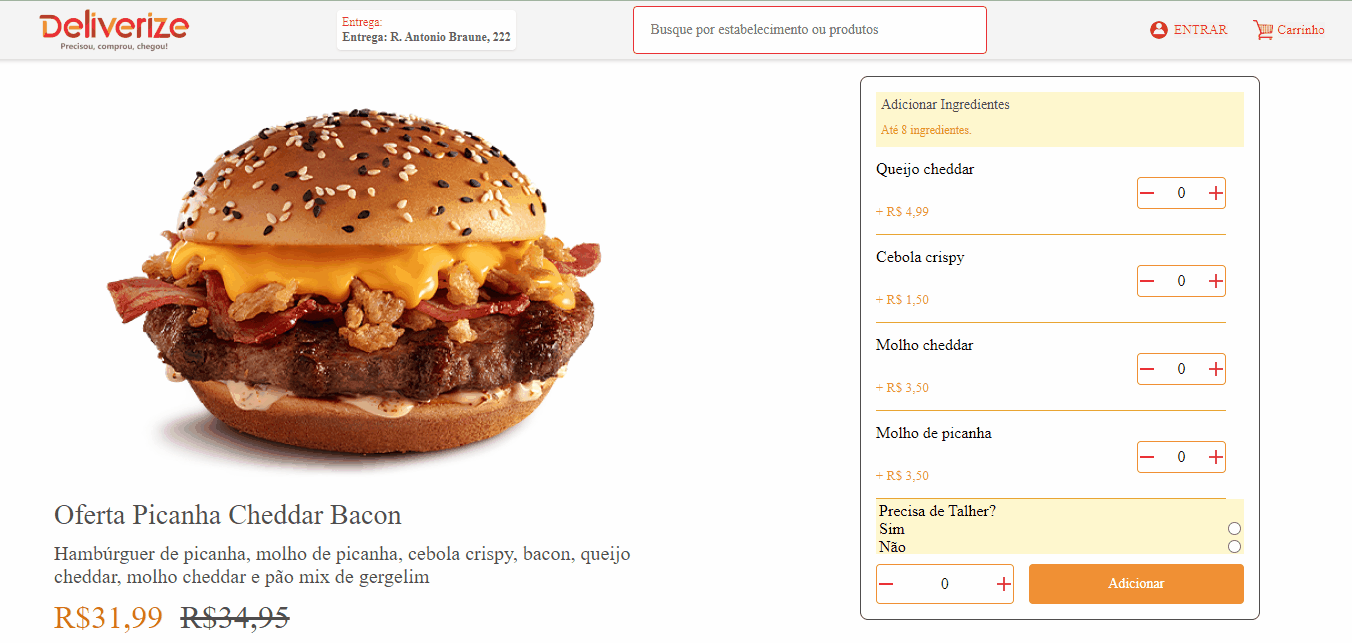 Deliverize
Precisou, comprou, chegou!
Entrega:
Entrega: R. Antonio Braune, 222
Busque por estabelecimento ou produtos
ENTRAR
Carrinho
Oferta Picanha Cheddar Bacon
Hambúrguer de picanha, molho de picanha, cebola crispy, bacon, queijo
cheddar, molho cheddar e pão mix de gergelim
R$31,99 R$34,95
Adicionar Ingredientes
Até 8 ingredientes.
Queijo cheddar
0
+ R$ 4,99
Cebola crispy
0
+ R$ 1,50
Molho cheddar
0
+ R$ 3,50
Molho de picanha
0
+ R$ 3,50
Precisa de Talher?
Sim
Não
0
Adicionar